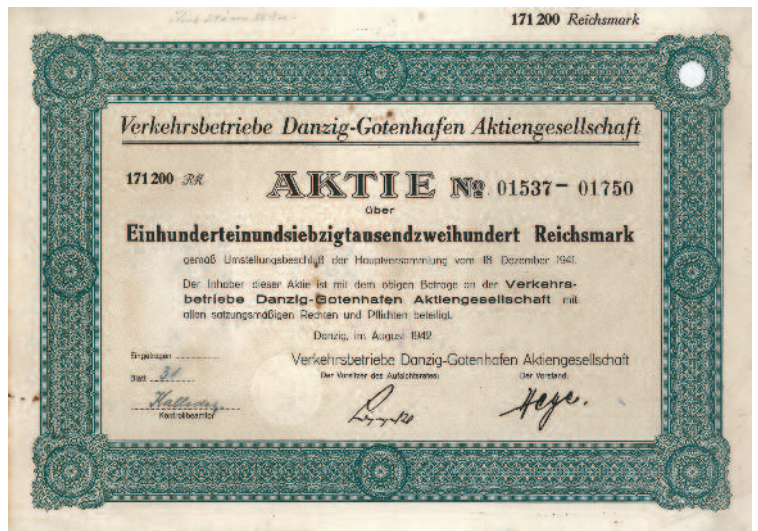 171 200 Reichsmark
Verkehrsbetriebe Danzig-Gotenhafen Aktiengesellschaft
171 200 RM AKTIE No 01537 – 01750
über
Einhunderteinundsiebzigtausendzweihundert Reichsmark
gemäß Umstellungsbeschluß der Hauptversammlung vom 18. Dezember 1941.
Der Inhaber dieser Aktie ist mit dem obigen Betrage an der Verkehrs-
betriebe Danzig-Gotenhafen Aktiengesellschaft mit
allen satzungsmäßigen Rechten und Pflichten beteiligt.
Danzig, im August 1942
Eingetragen
Verkehrsbetriebe Danzig-Gotenhafen Aktiengesellschaft
Der Vorsitzer des Aufsichtsrates: Der Vorstand:
Blatt 31
Hege.
Kontrollbeamter